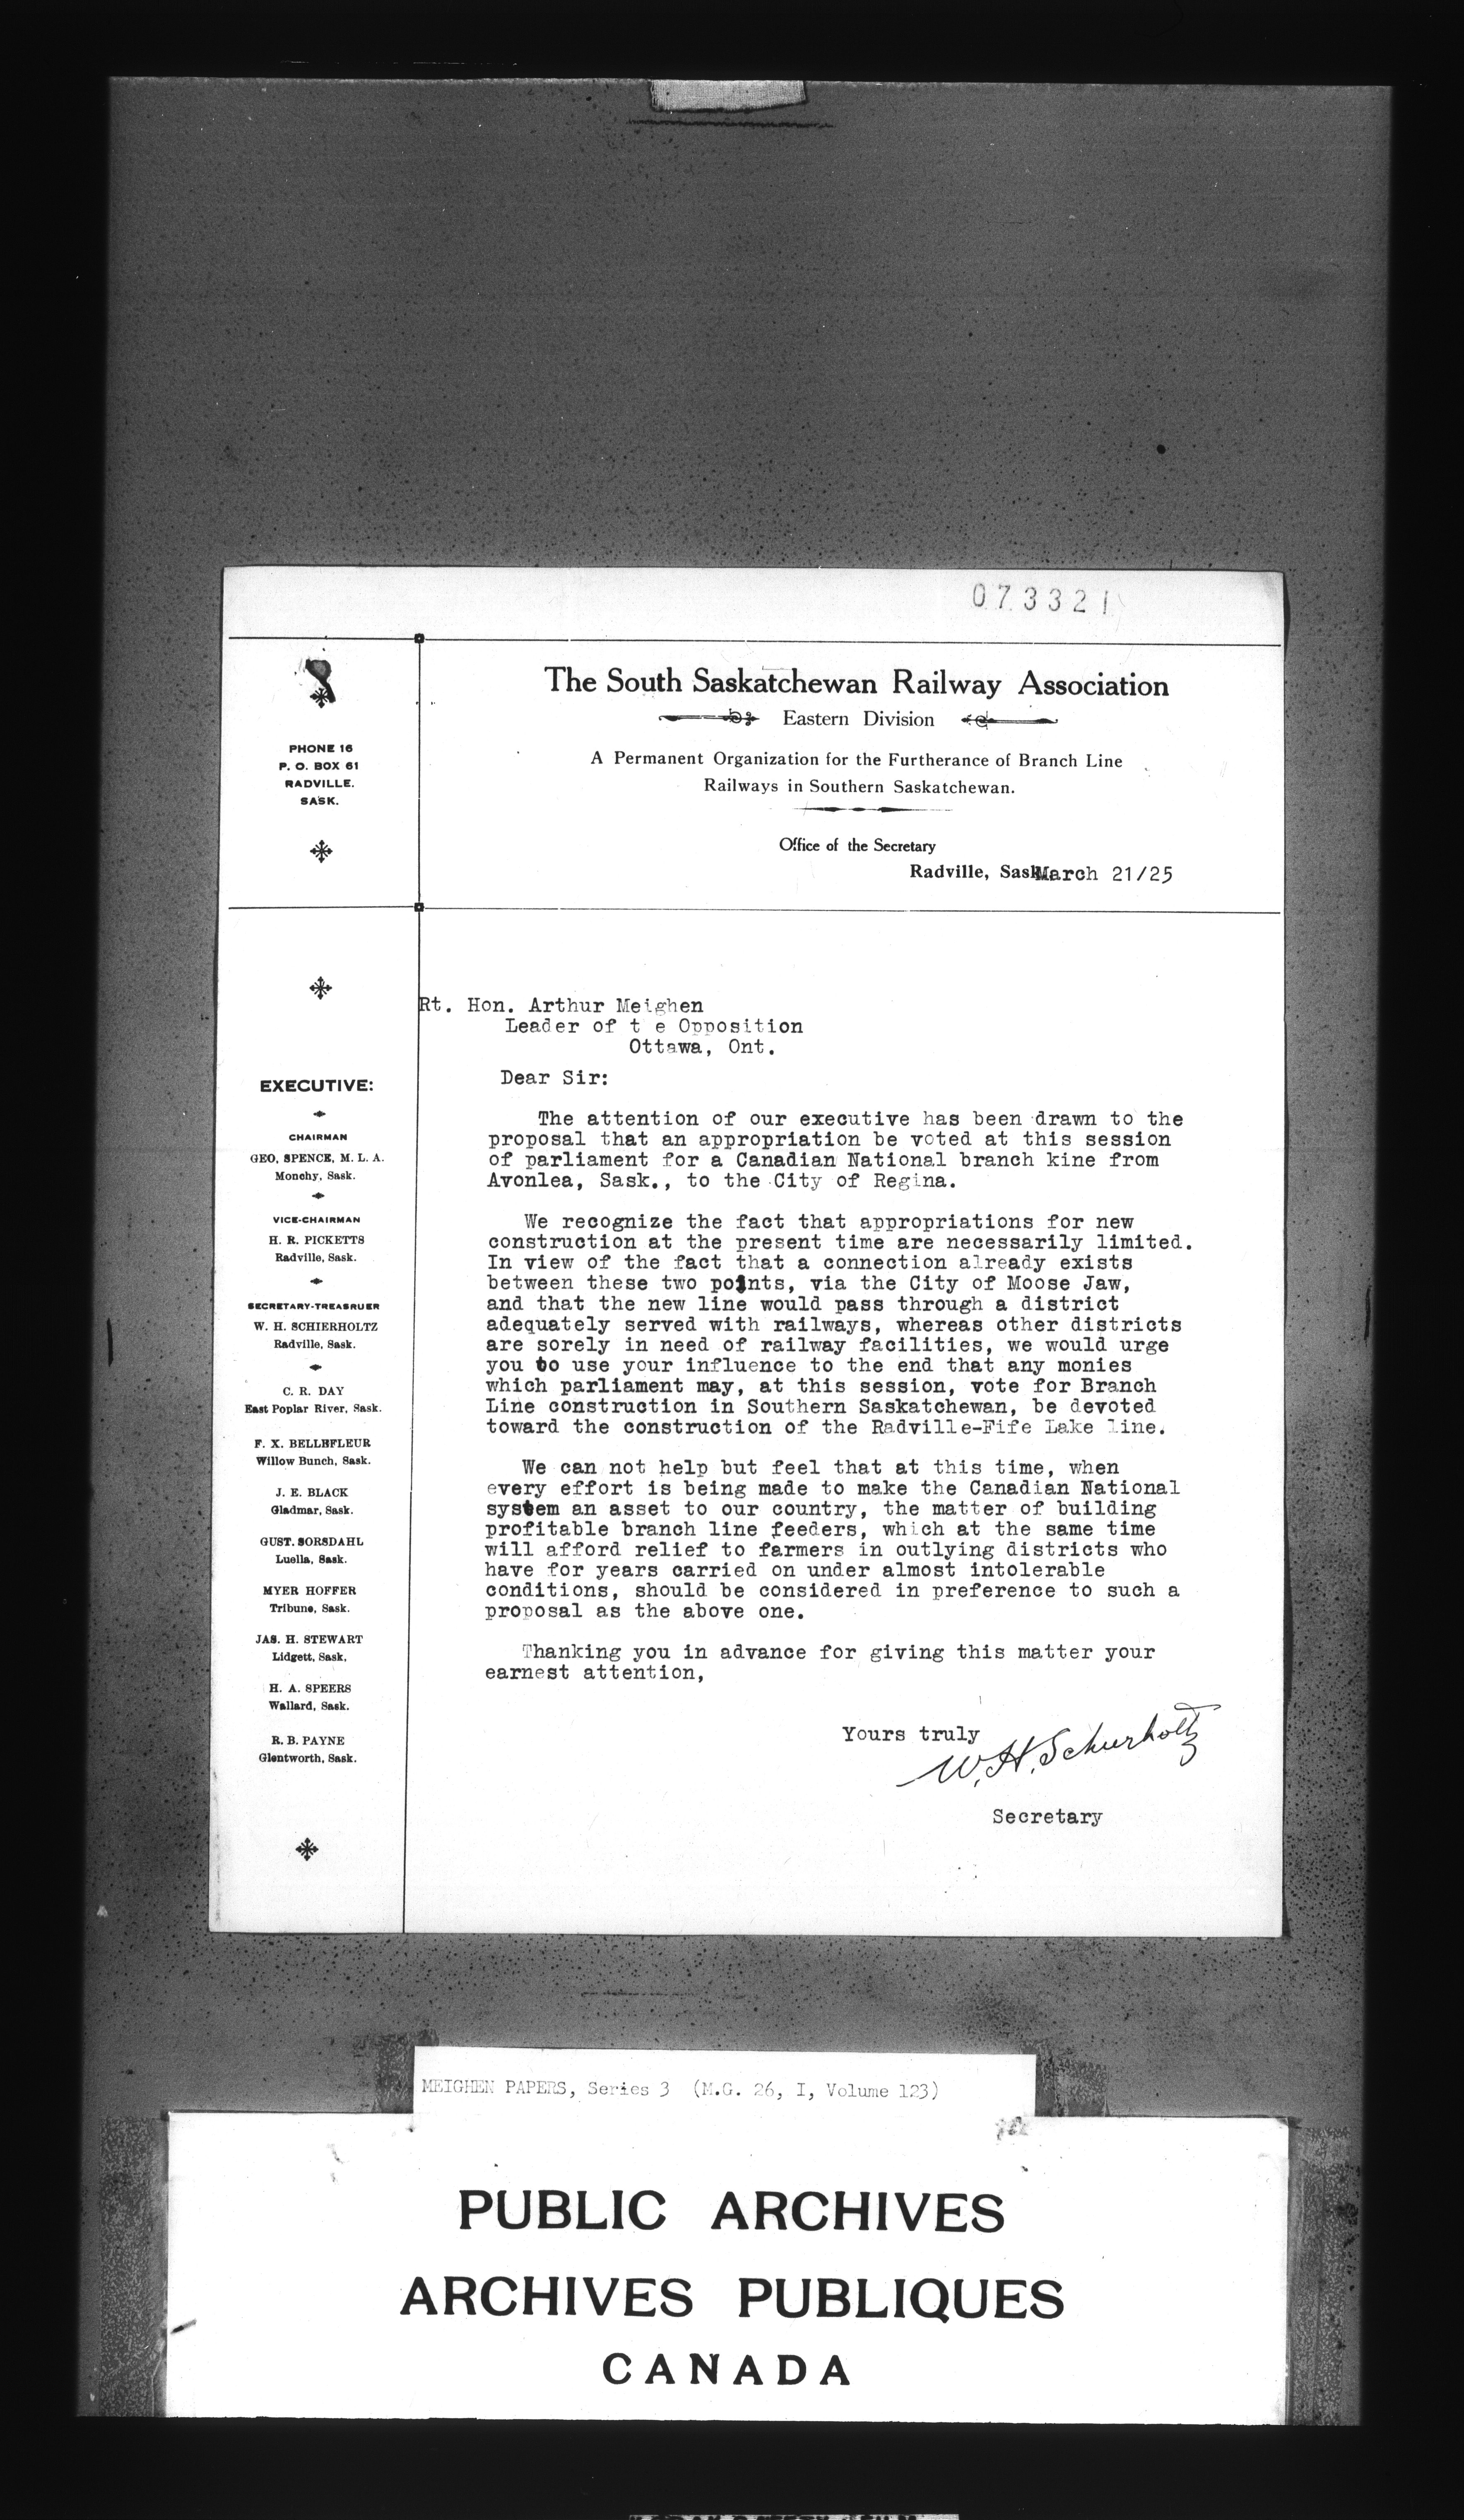 073321
The South Saskatchewan Railway Association
Eastern Division
A Permanent Organization for the Furtherance of Branch Line
Railways in Southern Saskatchewan.
Office of the Secretary
Radville, Sask March 21/25
PHONE 16
P. O. BOX 61
RADVILLE.
SASK.
EXECUTIVE:
CHAIRMAN
GEO. SPENCE, M. L. A.
Monchy, Sask.
VICE-CHAIRMAN
H. R. PICKETTS
Radville, Sask.
SECRETARY-TREASRUER
W. H. SCHIERHOLTZ
Radville, Sask.
C. R. DAY
East Poplar River, Sask.
F. X. BELLEFLEUR
Willow Bunch, Sask.
J. E. BLACK
Gladmar, Sask.
GUST. SORSDAHL
Luella, Sask.
MYER HOFFER
Tribune, Sask.
JAS. H. STEWART
Lidgett, Sask.
H. A. SPEERS
Wallard, Sask.
R. B. PAYNE
Glentworth, Sask.
Rt. Hon. Arthur Meighen
Leader of t e Opposition
Ottawa, Ont.
Dear Sir:
The attention of our executive has been drawn to the
proposal that an appropriation be voted at this session
of parliament for a Canadian National branch kine from
Avonlea, Sask., to the City of Regina.
We recognize the fact that appropriations for new
construction at the present time are necessarily limited.
In view of the fact that a connection already exists
between these two points, via the City of Moose Jaw,
and that the new line would pass through a district
adequately served with railways, whereas other districts
are sorely in need of railway facilities, we would urge
you to use your influence to the end that any monies
which parliament may, at this session, vote for Branch
Line construction in Southern Saskatchewan, be devoted
toward the construction of the Radville-Fife Lake line.
We can not help but feel that at this time, when
every effort is being made to make the Canadian National
system an asset to our country, the matter of building
profitable branch line feeders, which at the same time
will afford relief to farmers in outlying districts who
have for years carried on under almost intolerable
conditions, should be considered in preference to such a
proposal as the above one.
Thanking you in advance for giving this matter your
earnest attention,
Yours truly
W. H. Schierholtz
Secretary
MEIGHEN PAPERS, Series 3 (M.G. 26, I, Volume 123)
PUBLIC ARCHIVES
ARCHIVES PUBLIQUES
CANADA